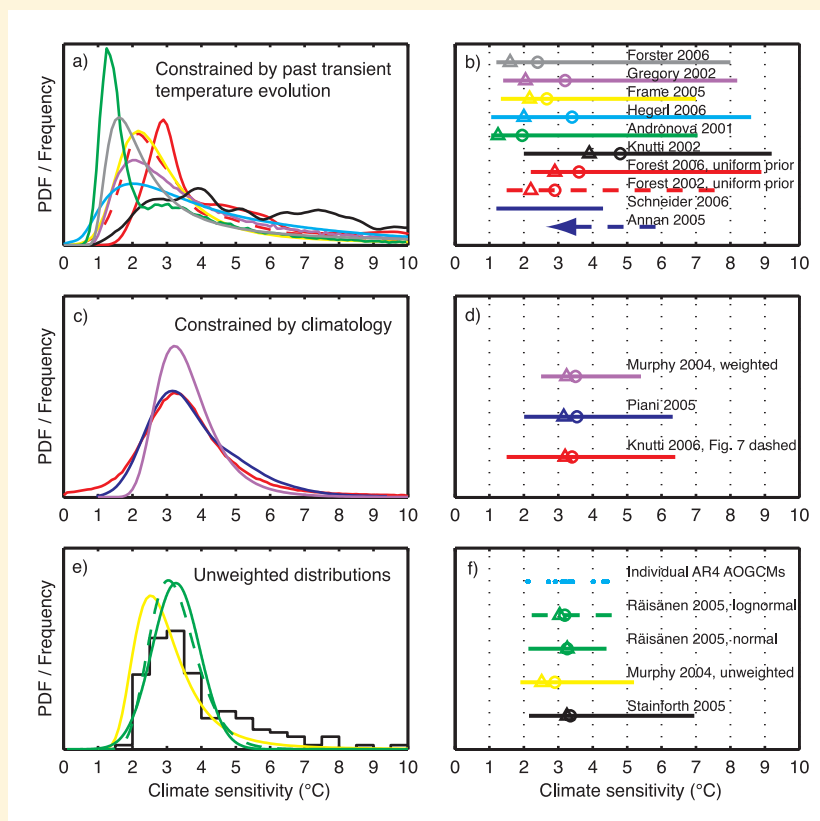 a)
Constrained by past transient
temperature evolution
PDF / Frequency
0 1 2 3 4 5 6 7 8 9 10
b)
Forster 2006
Gregory 2002
Frame 2005
Hegerl 2006
Andronova 2001
Knutti 2002
Forest 2006, uniform prior
Forest 2002, uniform prior
Schneider 2006
Annan 2005
0 1 2 3 4 5 6 7 8 9 10
c)
Constrained by climatology
PDF / Frequency
0 1 2 3 4 5 6 7 8 9 10
d)
Murphy 2004, weighted
Piani 2005
Knutti 2006, Fig. 7 dashed
0 1 2 3 4 5 6 7 8 9 10
e)
Unweighted distributions
PDF / Frequency
0 1 2 3 4 5 6 7 8 9 10
Climate sensitivity (°C)
f)
Individual AR4 AOGCMs
Räisänen 2005, lognormal
Räisänen 2005, normal
Murphy 2004, unweighted
Stainforth 2005
0 1 2 3 4 5 6 7 8 9 10
Climate sensitivity (°C)